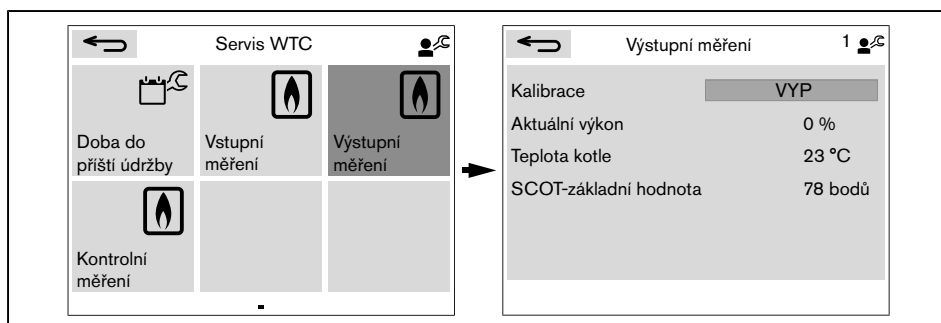 Servis WTC
Doba do
příští údržby
Vstupní
měření
Výstupní
měření
Kontrolní
měření
Výstupní měření 1
Kalibrace VYP
Aktuální výkon 0 %
Teplota kotle 23 °C
SCOT-základní hodnota 78 bodů